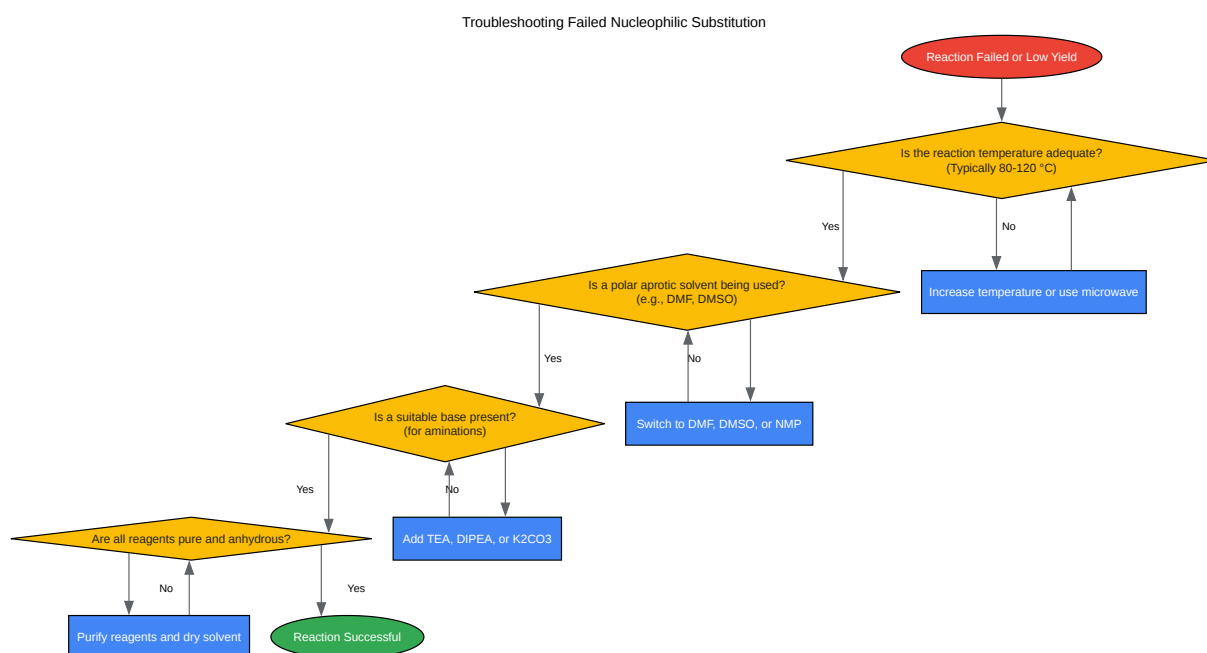 Troubleshooting Failed Nucleophilic Substitution
Reaction Failed or Low Yield
Is the reaction temperature adequate?
(Typically 80-120 °C)
Yes
No
Increase temperature or use microwave
Is a polar aprotic solvent being used?
(e.g., DMF, DMSO)
Yes
No
Switch to DMF, DMSO, or NMP
Is a suitable base present?
(for aminations)
Yes
No
Add TEA, DIPEA, or K2CO3
Are all reagents pure and anhydrous?
No
Yes
Purify reagents and dry solvent
Reaction Successful